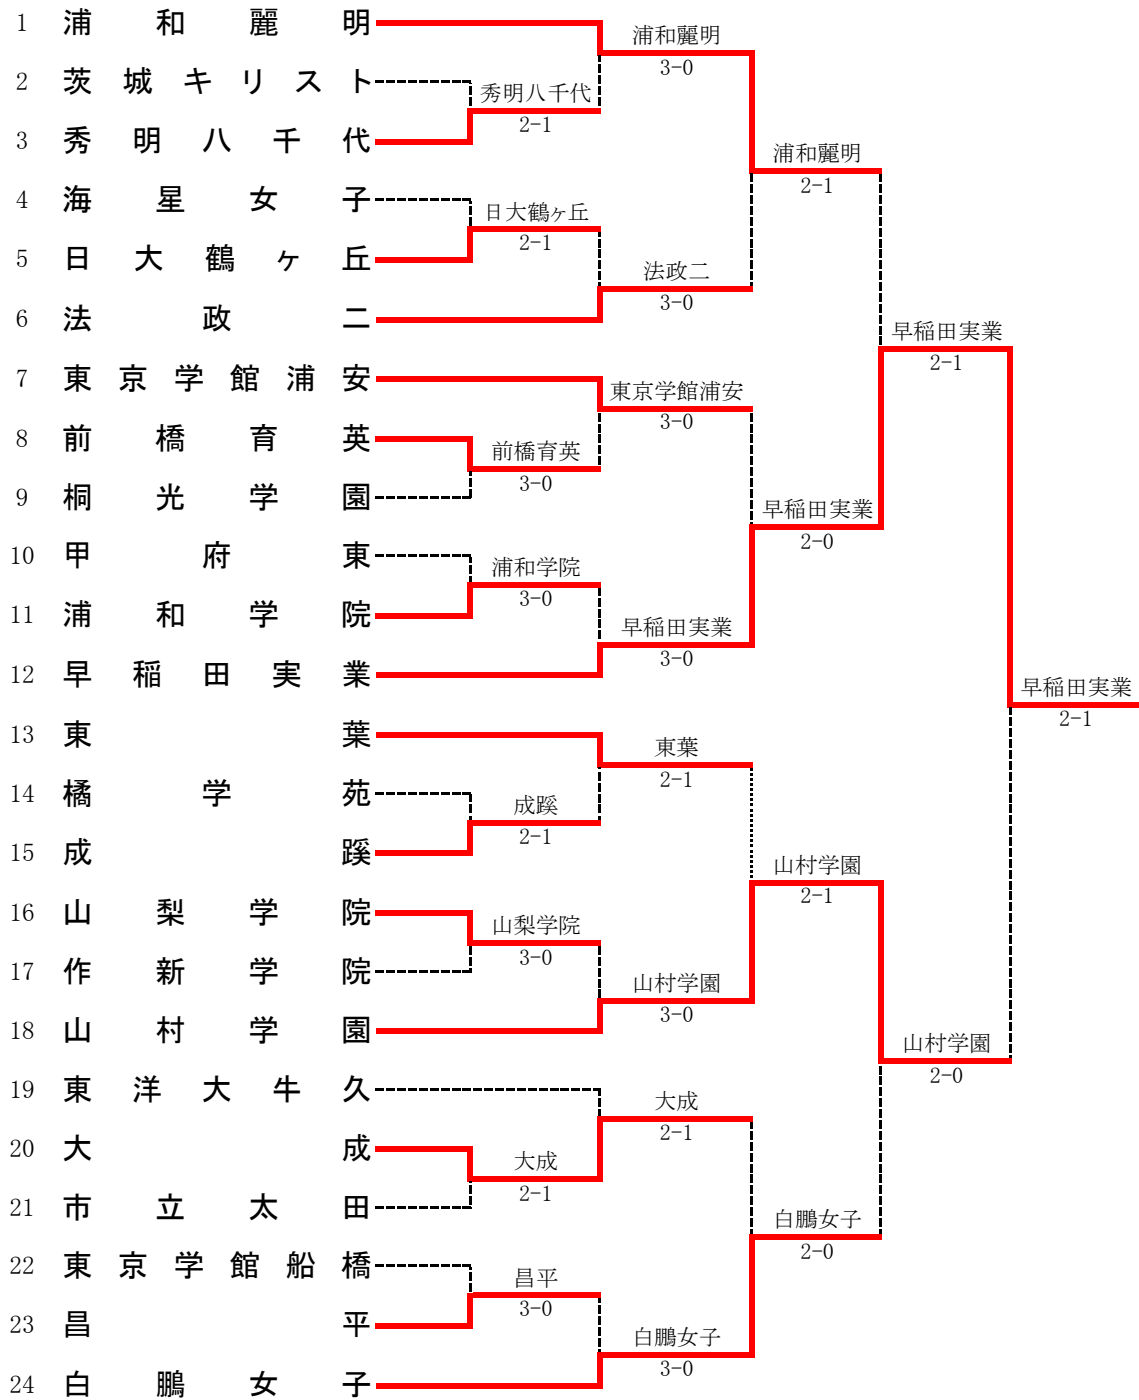 1 浦和麗明
2 茨城キリスト
3 秀明八千代
4 海星女子
5 日大鶴ヶ丘
6 法政二
7 東京学館浦安
8 前橋育英
9 桐光学園
10 甲府東
11 浦和学院
12 早稲田実業
13 東葉
14 橘学苑
15 成蹊
16 山梨学院
17 作新学院
18 山村学園
19 東洋大牛久
20 大成
21 市立太田
22 東京学館船橋
23 昌平
24 白鵬女子
秀明八千代
2-1
日大鶴ヶ丘
2-1
前橋育英
3-0
浦和学院
3-0
成蹊
2-1
山梨学院
3-0
大成
2-1
昌平
3-0
浦和麗明
3-0
法政二
3-0
東京学館浦安
3-0
早稲田実業
3-0
東葉
2-1
山村学園
3-0
大成
2-1
白鵬女子
3-0
浦和麗明
2-1
早稲田実業
2-0
山村学園
2-1
白鵬女子
2-0
早稲田実業
2-1
山村学園
2-0
早稲田実業
2-1